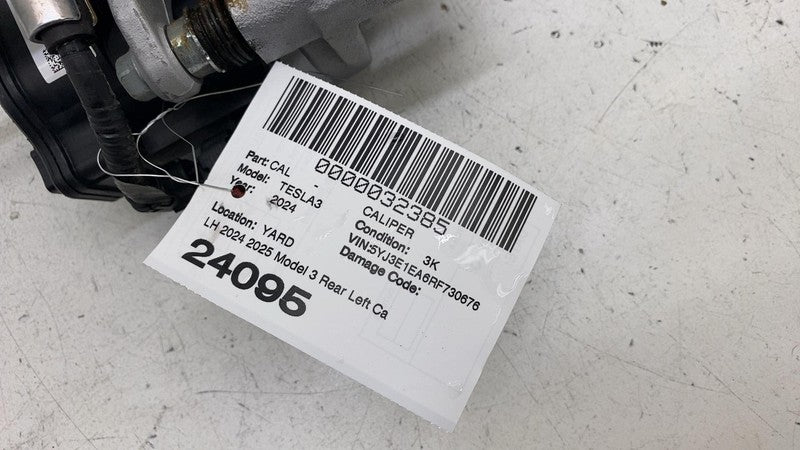 0000032385
Part: CAL - CALIPER
Model: TESLA3 Condition: 3K
Year: 2024 VIN:5YJ3E1EA6RF730676
Damage Code:
Location: YARD
LH 2024 2025 Model 3 Rear Left Ca
24095